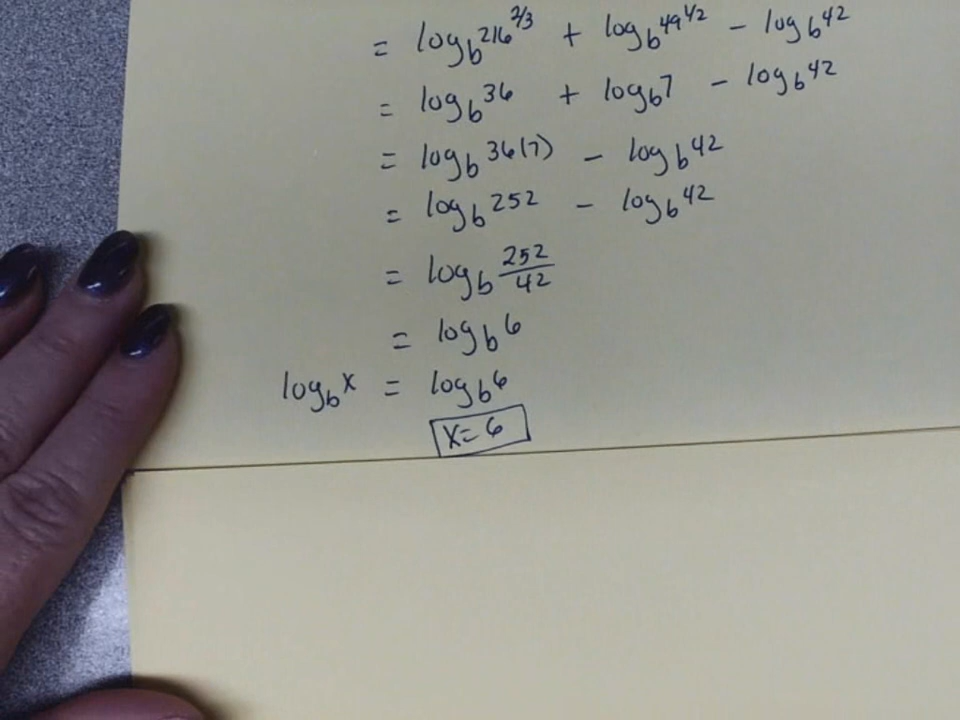 = log_b 216^2/3 + log_b 49^1/2 - log_b 42
= log_b 36 + log_b 7 - log_b 42
= log_b 36(7) - log_b 42
= log_b 252 - log_b 42
= log_b 252/42
= log_b 6
log_b x = log_b 6
x = 6